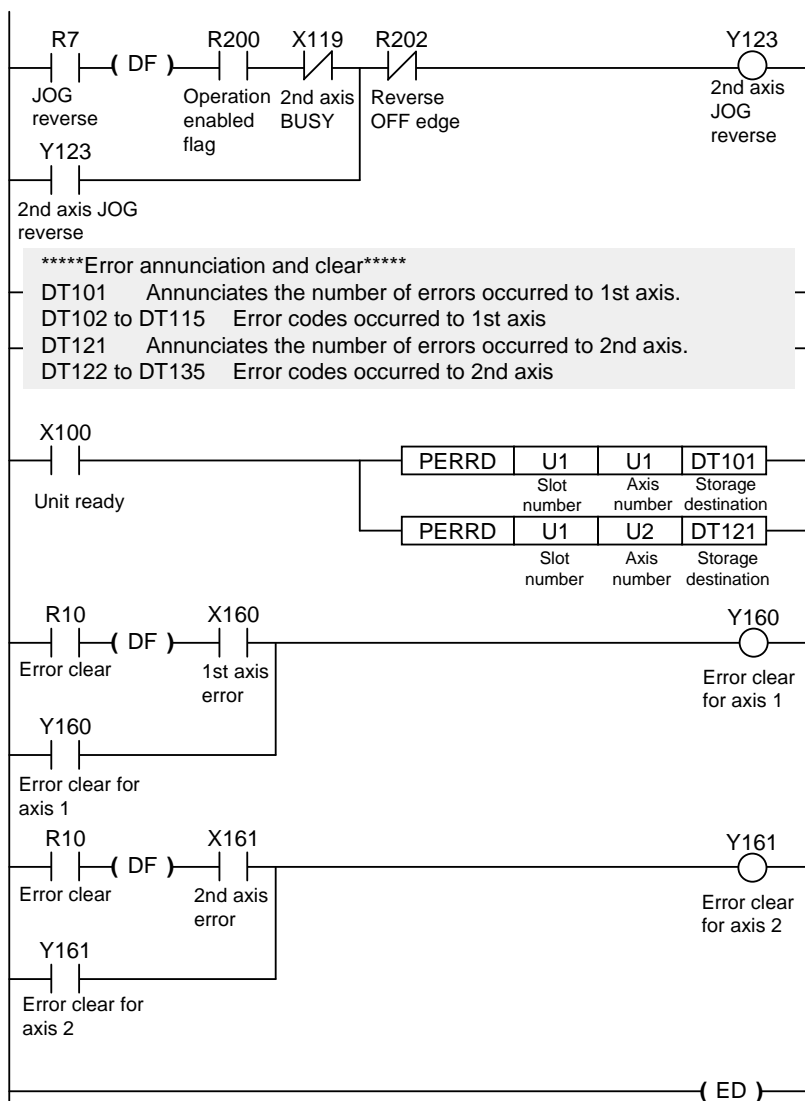 R7 R200 X119 R202 Y123
( DF )
JOG reverse
Operation enabled flag
2nd axis BUSY
Reverse OFF edge
2nd axis JOG reverse
Y123
2nd axis JOG reverse
*****Error annunciation and clear*****
DT101 Annunciates the number of errors occurred to 1st axis.
DT102 to DT115 Error codes occurred to 1st axis
DT121 Annunciates the number of errors occurred to 2nd axis.
DT122 to DT135 Error codes occurred to 2nd axis
X100
PERRD U1 U1 DT101
Unit ready
Slot number
Axis number
Storage destination
PERRD U1 U2 DT121
Slot number
Axis number
Storage destination
R10 X160 Y160
( DF )
Error clear
1st axis error
Error clear for axis 1
Y160
Error clear for axis 1
R10 X161 Y161
( DF )
Error clear
2nd axis error
Error clear for axis 2
Y161
Error clear for axis 2
( ED )